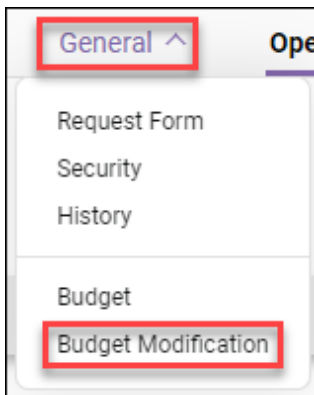 General Ope
Request Form
Security
History
Budget
Budget Modification